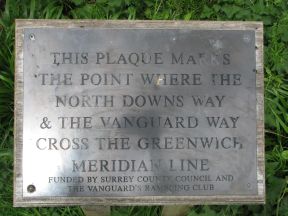 THIS PLAQUE MARKS
THE POINT WHERE THE
NORTH DOWNS WAY
& THE VANGUARD WAY
CROSS THE GREENWICH
MERIDIAN LINE
FUNDED BY SURREY COUNTY COUNCIL AND
THE VANGUARD'S RAMBLING CLUB